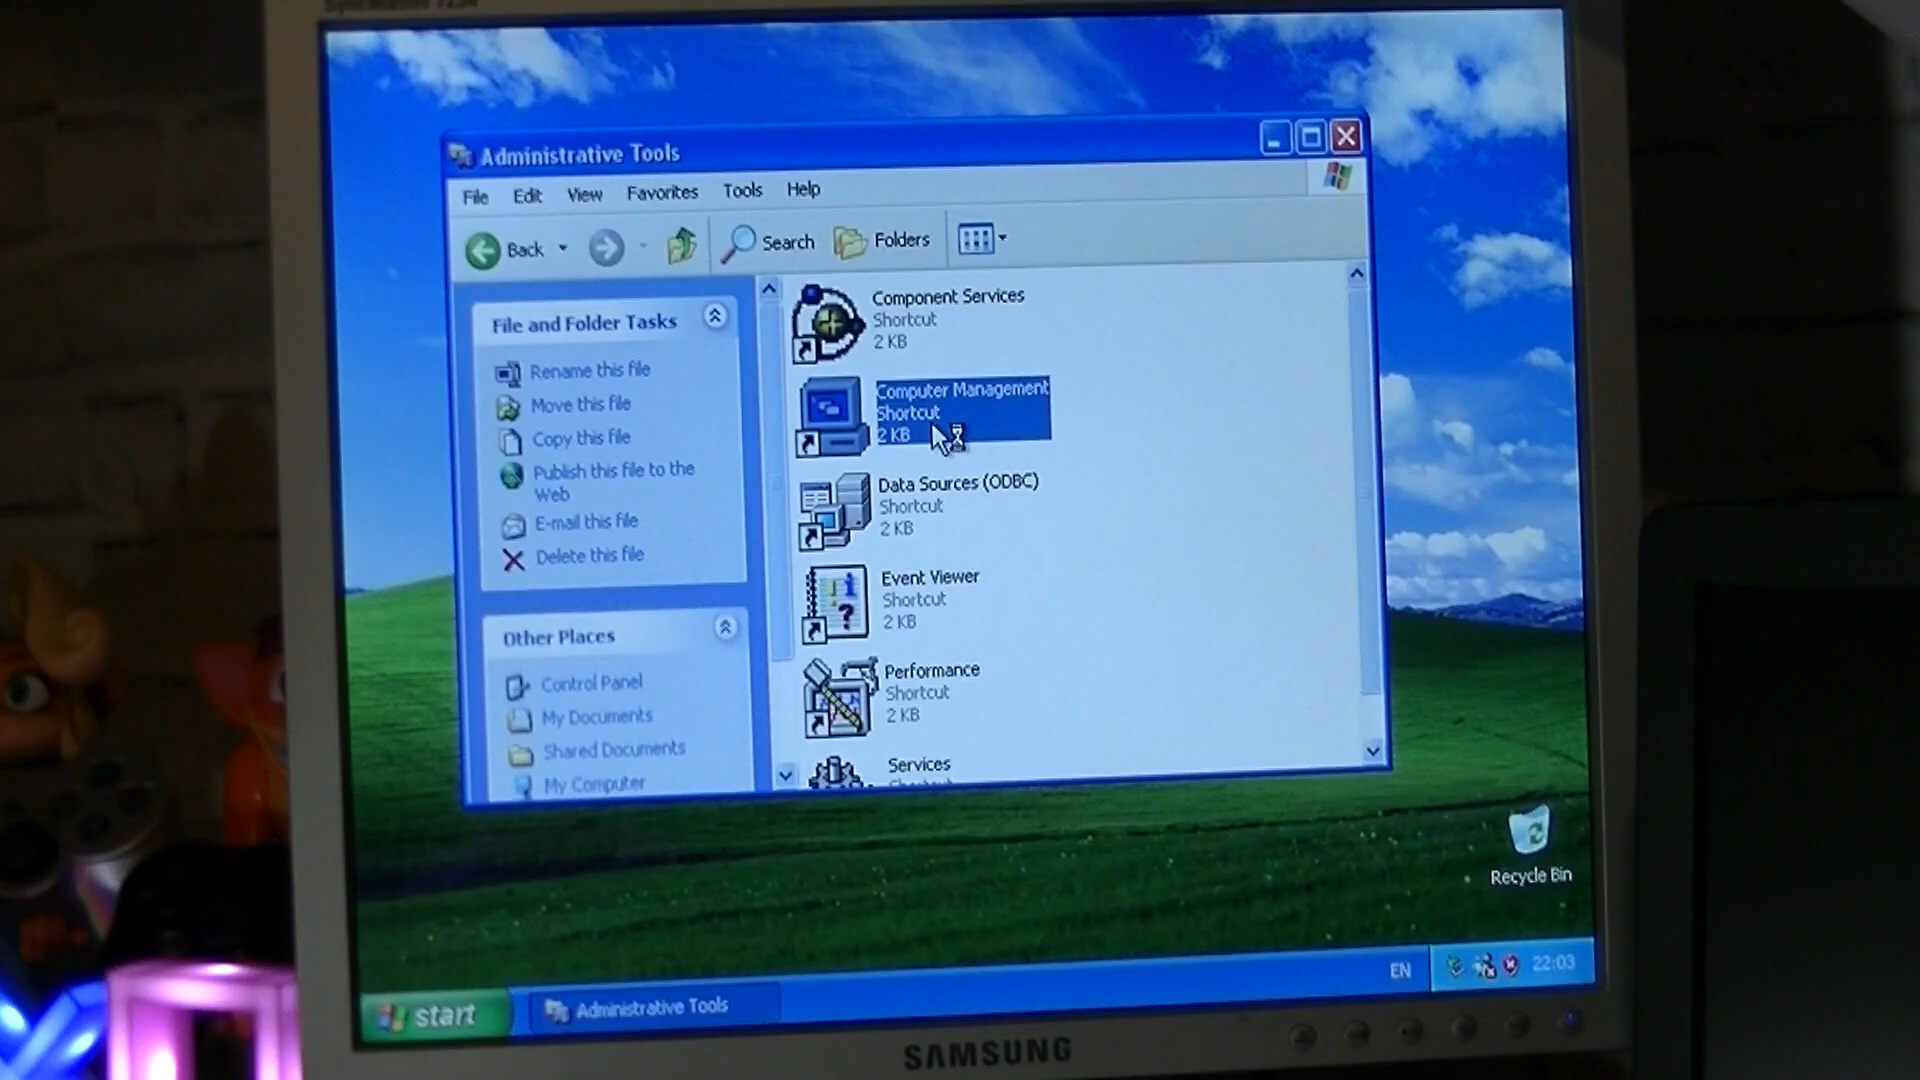 SyncMaster
Administrative Tools
File Edit View Favorites Tools Help
Back Search Folders
File and Folder Tasks
Rename this file
Move this file
Copy this file
Publish this file to the
Web
E-mail this file
Delete this file
Other Places
Control Panel
My Documents
Shared Documents
My Computer
Component Services
Shortcut
2 KB
Computer Management
Shortcut
2 KB
Data Sources (ODBC)
Shortcut
2 KB
Event Viewer
Shortcut
2 KB
Performance
Shortcut
2 KB
Services
Shortcut
Recycle Bin
start Administrative Tools EN 22:03
SAMSUNG